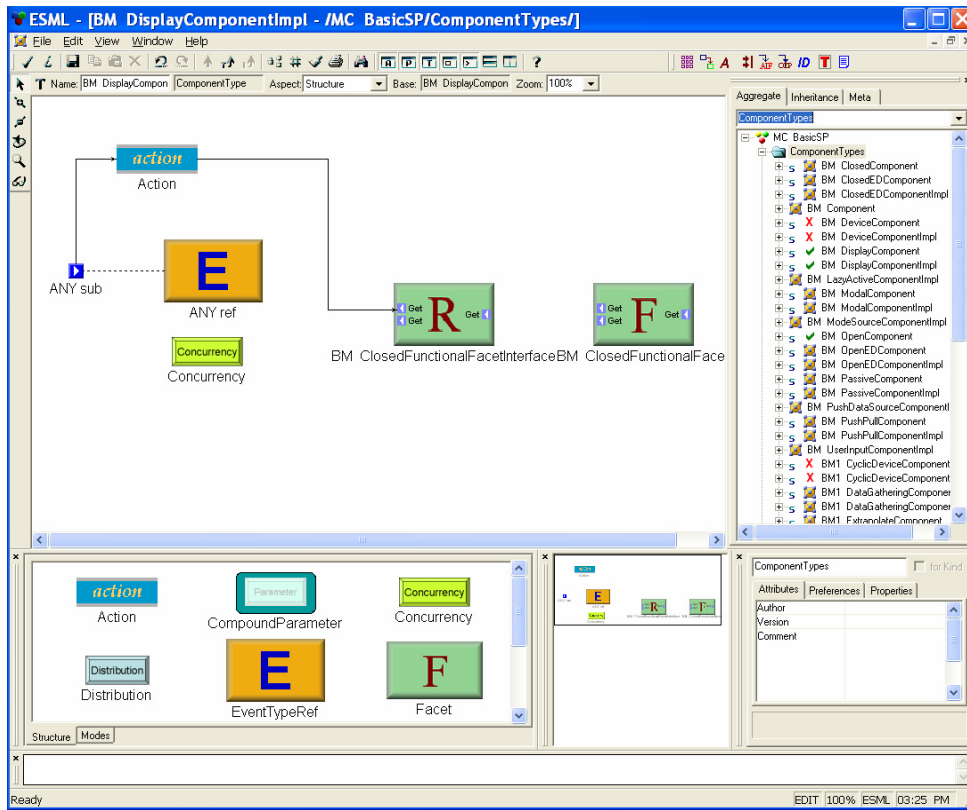 ESML - [BM DisplayComponentImpl - /MC BasicSP/ComponentTypes/]
File Edit View Window Help
Name: BM DisplayCompon ComponentType Aspect: Structure Base: BM DisplayCompon Zoom: 100%
action
Action
ANY sub
E
ANY ref
Concurrency
Concurrency
Get
Get
R
Get
BM ClosedFunctionalFacetInterface
Get
Get
F
Get
BM ClosedFunctionalFace
Aggregate Inheritance Meta
ComponentTypes
MC BasicSP
ComponentTypes
S BM ClosedComponent
S BM ClosedEDComponent
S BM ClosedEDComponentImpl
BM Component
S X BM DeviceComponent
S X BM DeviceComponentImpl
S BM DisplayComponent
S BM DisplayComponentImpl
BM LazyActiveComponentImpl
S BM ModalComponent
S BM ModalComponentImpl
BM ModeSourceComponentImpl
S BM OpenComponent
S BM OpenEDComponent
S BM OpenEDComponentImpl
S BM PassiveComponent
S BM PassiveComponentImpl
BM PushDataSourceComponentI
S BM PushPullComponent
S BM PushPullComponentImpl
BM UserInputComponentImpl
S X BM1 CyclicDeviceComponent
S X BM1 CyclicDeviceComponent
S BM1 DataGatheringComponer
S BM1 DataGatheringComponer
S BM1 ExtrapolateComponent
action
Action
Parameter
CompoundParameter
Concurrency
Concurrency
Distribution
Distribution
E
EventTypeRef
F
Facet
Structure Modes
ComponentTypes for Kind
Attributes Preferences Properties
Author
Version
Comment
Ready
EDIT 100% ESML 03:25 PM